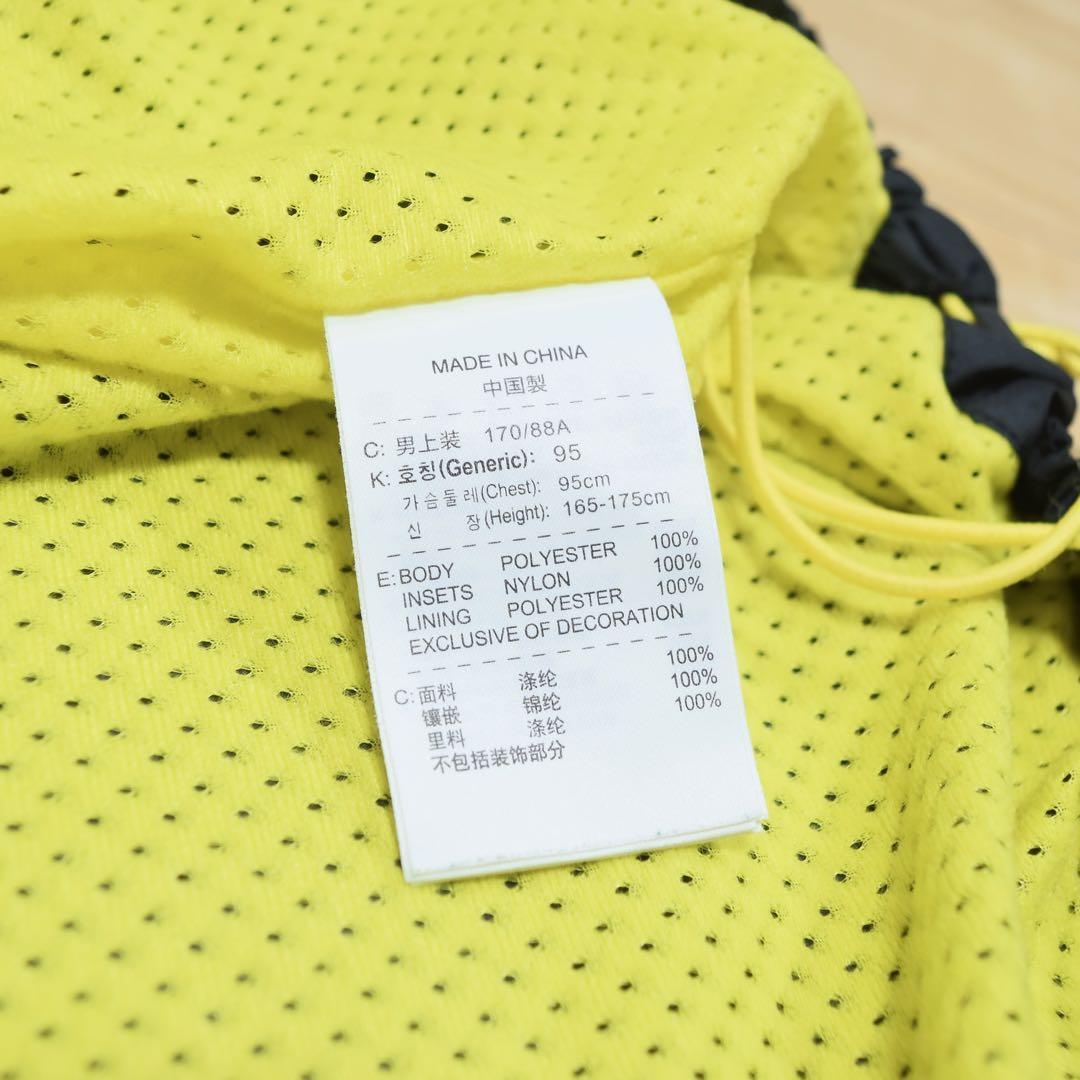 MADE IN CHINA
中国製
C: 男上装 170/88A
K: 호칭(Generic): 95
가슴둘레(Chest): 95cm
신 장(Height): 165-175cm
E: BODY POLYESTER 100%
INSETS NYLON 100%
LINING POLYESTER 100%
EXCLUSIVE OF DECORATION
C: 面料 涤纶 100%
镶嵌 锦纶 100%
里料 涤纶 100%
不包括装饰部分